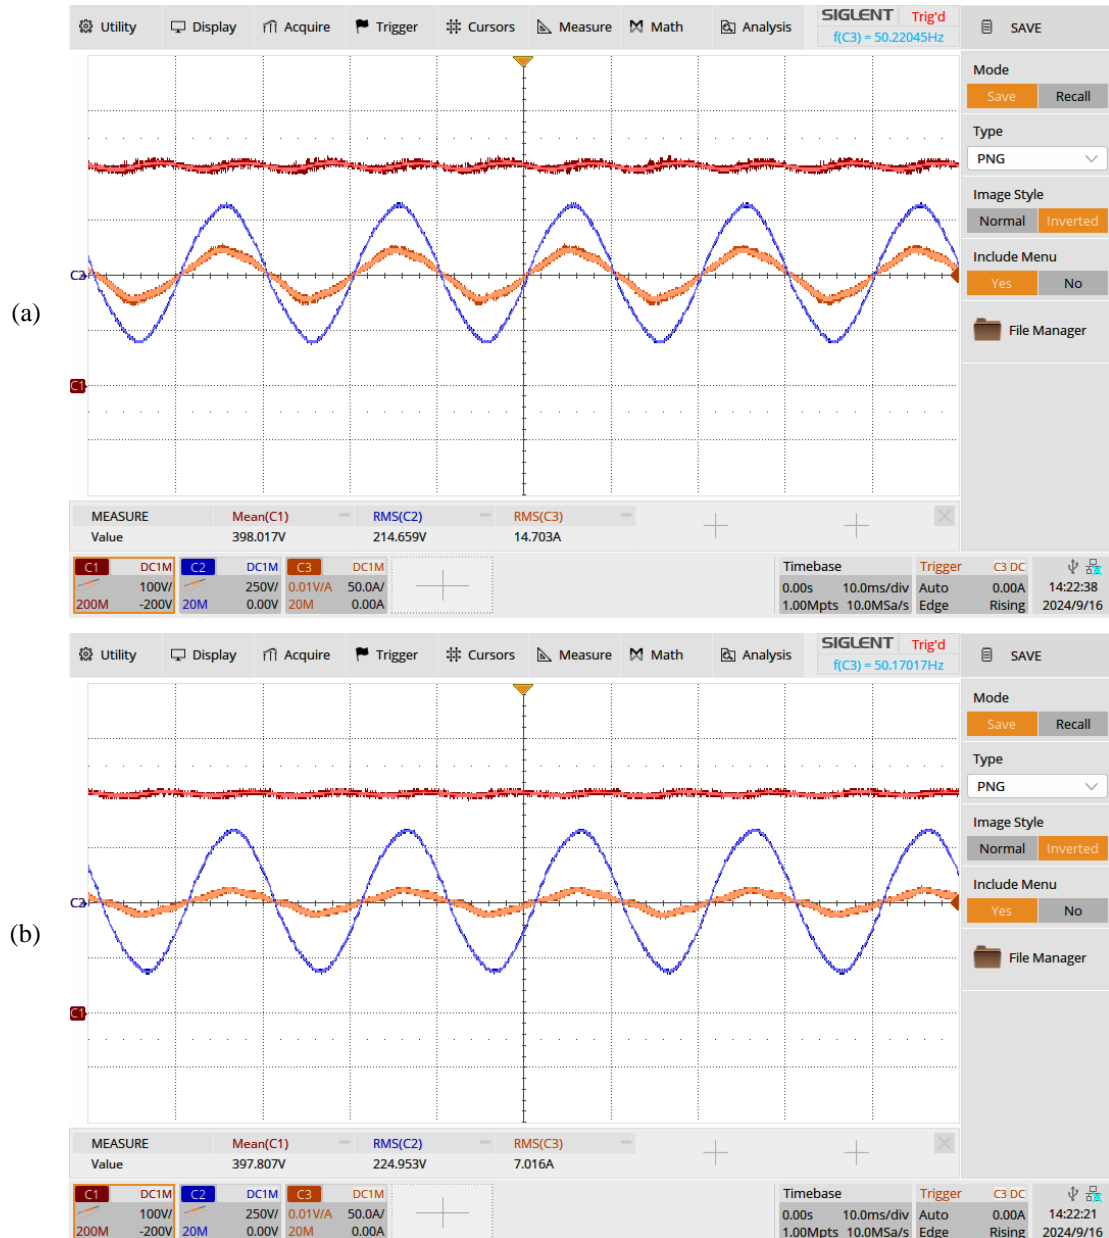 Utility Display Acquire Trigger Cursors Measure Math Analysis SIGLENT Trig'd
f(C3) = 50.22045Hz
SAVE
Mode
Save Recall
Type
PNG
Image Style
Normal Inverted
Include Menu
Yes No
File Manager
C2
(a)
C1
MEASURE Mean(C1) RMS(C2) RMS(C3)
Value 398.017V 214.659V 14.703A
C1 DC1M C2 DC1M C3 DC1M Timebase Trigger C3 DC
100V/ 250V/ 0.01V/A 50.0A/ 0.00s 10.0ms/div Auto 0.00A 14:22:38
200M -200V 20M 0.00V 20M 0.00A 1.00Mpts 10.0MSa/s Edge Rising 2024/9/16
Utility Display Acquire Trigger Cursors Measure Math Analysis SIGLENT Trig'd
f(C3) = 50.17017Hz
SAVE
Mode
Save Recall
Type
PNG
Image Style
Normal Inverted
Include Menu
Yes No
File Manager
C2
(b)
C1
MEASURE Mean(C1) RMS(C2) RMS(C3)
Value 397.807V 224.953V 7.016A
C1 DC1M C2 DC1M C3 DC1M Timebase Trigger C3 DC
100V/ 250V/ 0.01V/A 50.0A/ 0.00s 10.0ms/div Auto 0.00A 14:22:21
200M -200V 20M 0.00V 20M 0.00A 1.00Mpts 10.0MSa/s Edge Rising 2024/9/16